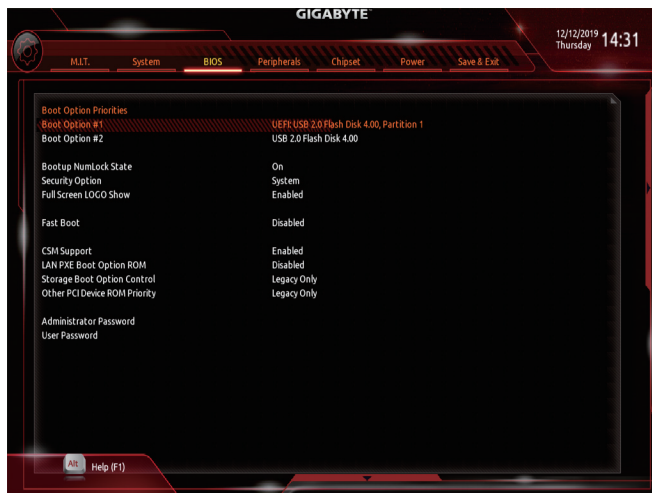 GIGABYTE™
12/12/2019 14:31
Thursday
M.I.T. System BIOS Peripherals Chipset Power Save & Exit
Boot Option Priorities
Boot Option #1 UEFI: USB 2.0 Flash Disk 4.00, Partition 1
Boot Option #2 USB 2.0 Flash Disk 4.00
Bootup NumLock State On
Security Option System
Full Screen LOGO Show Enabled
Fast Boot Disabled
CSM Support Enabled
LAN PXE Boot Option ROM Disabled
Storage Boot Option Control Legacy Only
Other PCI Device ROM Priority Legacy Only
Administrator Password
User Password
Alt Help (F1)